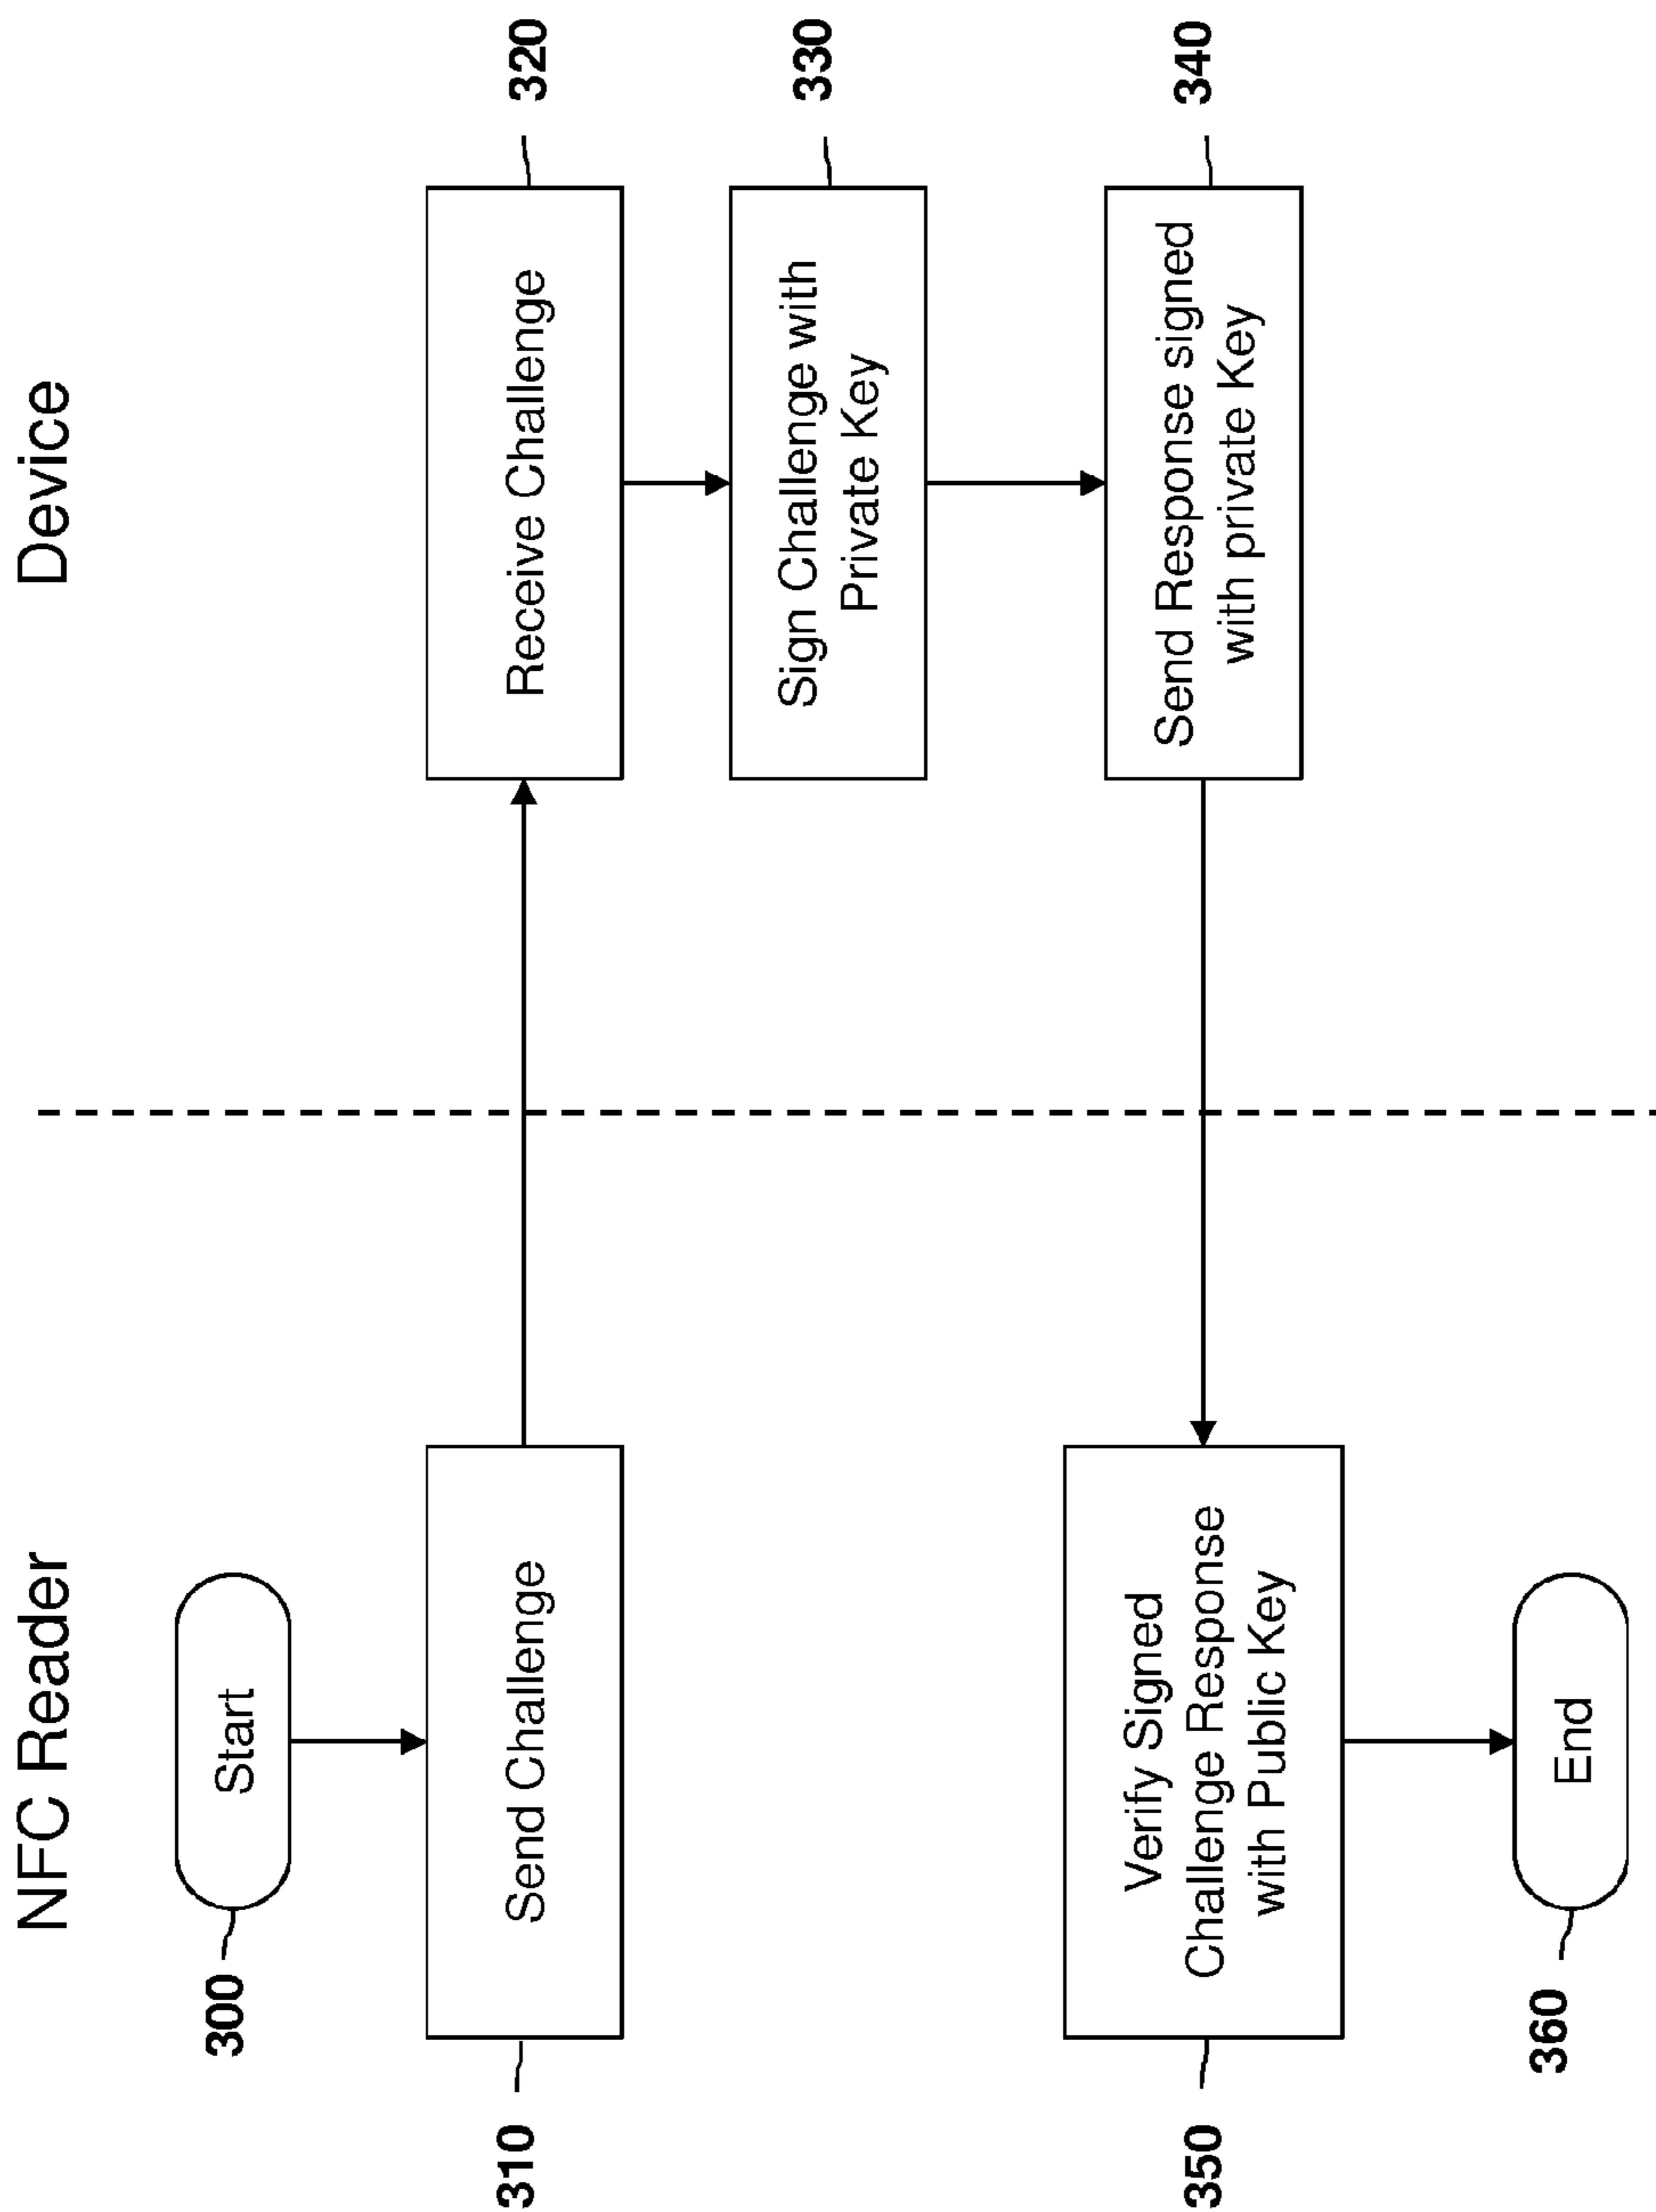 NFC Reader
Device
300
Start
310
Send Challenge
Receive Challenge
320
Sign Challenge with
Private Key
330
Send Response signed
with private Key
340
350
Verify Signed
Challenge Response
with Public Key
360
End